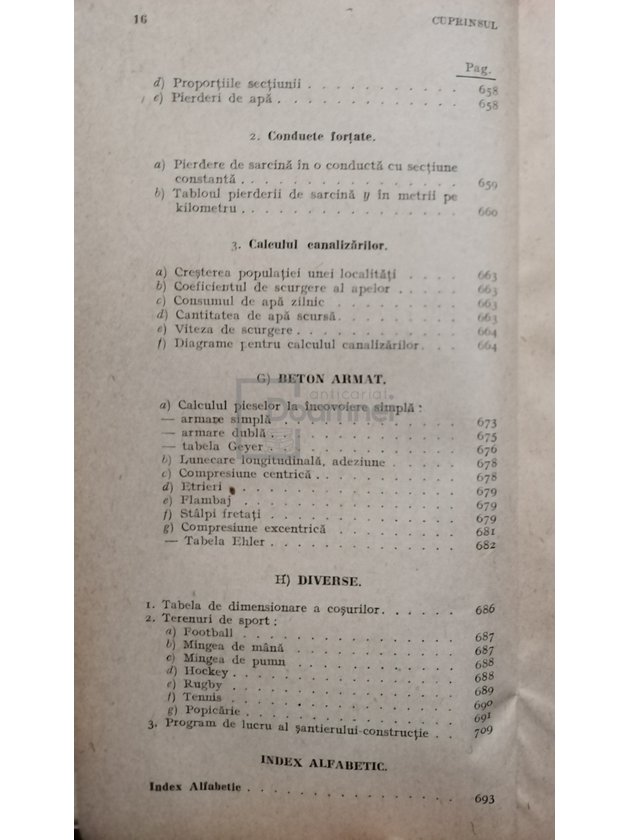 16 CUPRINSUL
Pag.
d) Proporțiile secțiunii . . . . . . . . . . . 658
e) Pierderi de apă . . . . . . . . . . . . . 658
2. Conducte forțate.
a) Pierdere de sarcină în o conductă cu secțiune
constantă . . . . . . . . . . . . . . . . 659
b) Tabloul pierderii de sarcină y în metrii pe
kilometru . . . . . . . . . . . . . . . . 660
3. Calculul canalizărilor.
a) Creșterea populației unei localități . . . . 663
b) Coeficientul de scurgere al apelor . . . . . 663
c) Consumul de apă zilnic . . . . . . . . . 663
d) Cantitatea de apă scursă . . . . . . . . . 663
e) Viteza de scurgere . . . . . . . . . . . . 664
f) Diagrame pentru calculul canalizărilor . . . 664
G) BETON ARMAT.
a) Calculul pieselor la încovoiere simplă :
— armare simplă . . . . . . . . . . . . . 673
— armare dublă . . . . . . . . . . . . . . 675
— tabela Geyer . . . . . . . . . . . . . . 676
b) Lunecare longitudinală, adeziune . . . . . 678
c) Compresiune centrică . . . . . . . . . . . 678
d) Etrieri . . . . . . . . . . . . . . . . . 679
e) Flambaj . . . . . . . . . . . . . . . . . 679
f) Stâlpi fretați . . . . . . . . . . . . . . 679
g) Compresiune excentrică . . . . . . . . . . 681
— Tabela Ehler . . . . . . . . . . . . . . 682
anticariat
Doamnei
H) DIVERSE.
1. Tabela de dimensionare a coșurilor . . . . . . 686
2. Terenuri de sport :
a) Football . . . . . . . . . . . . . . . . 687
b) Mingea de mână . . . . . . . . . . . . . 687
c) Mingea de pumn . . . . . . . . . . . . . 688
d) Hockey . . . . . . . . . . . . . . . . . 688
e) Rugby . . . . . . . . . . . . . . . . . . 689
f) Tennis . . . . . . . . . . . . . . . . . 690
g) Popicărie . . . . . . . . . . . . . . . . 691
3. Program de lucru al șantierului-construcție . . 709
INDEX ALFABETIC.
Index Alfabetic . . . . . . . . . . . . . . . 693